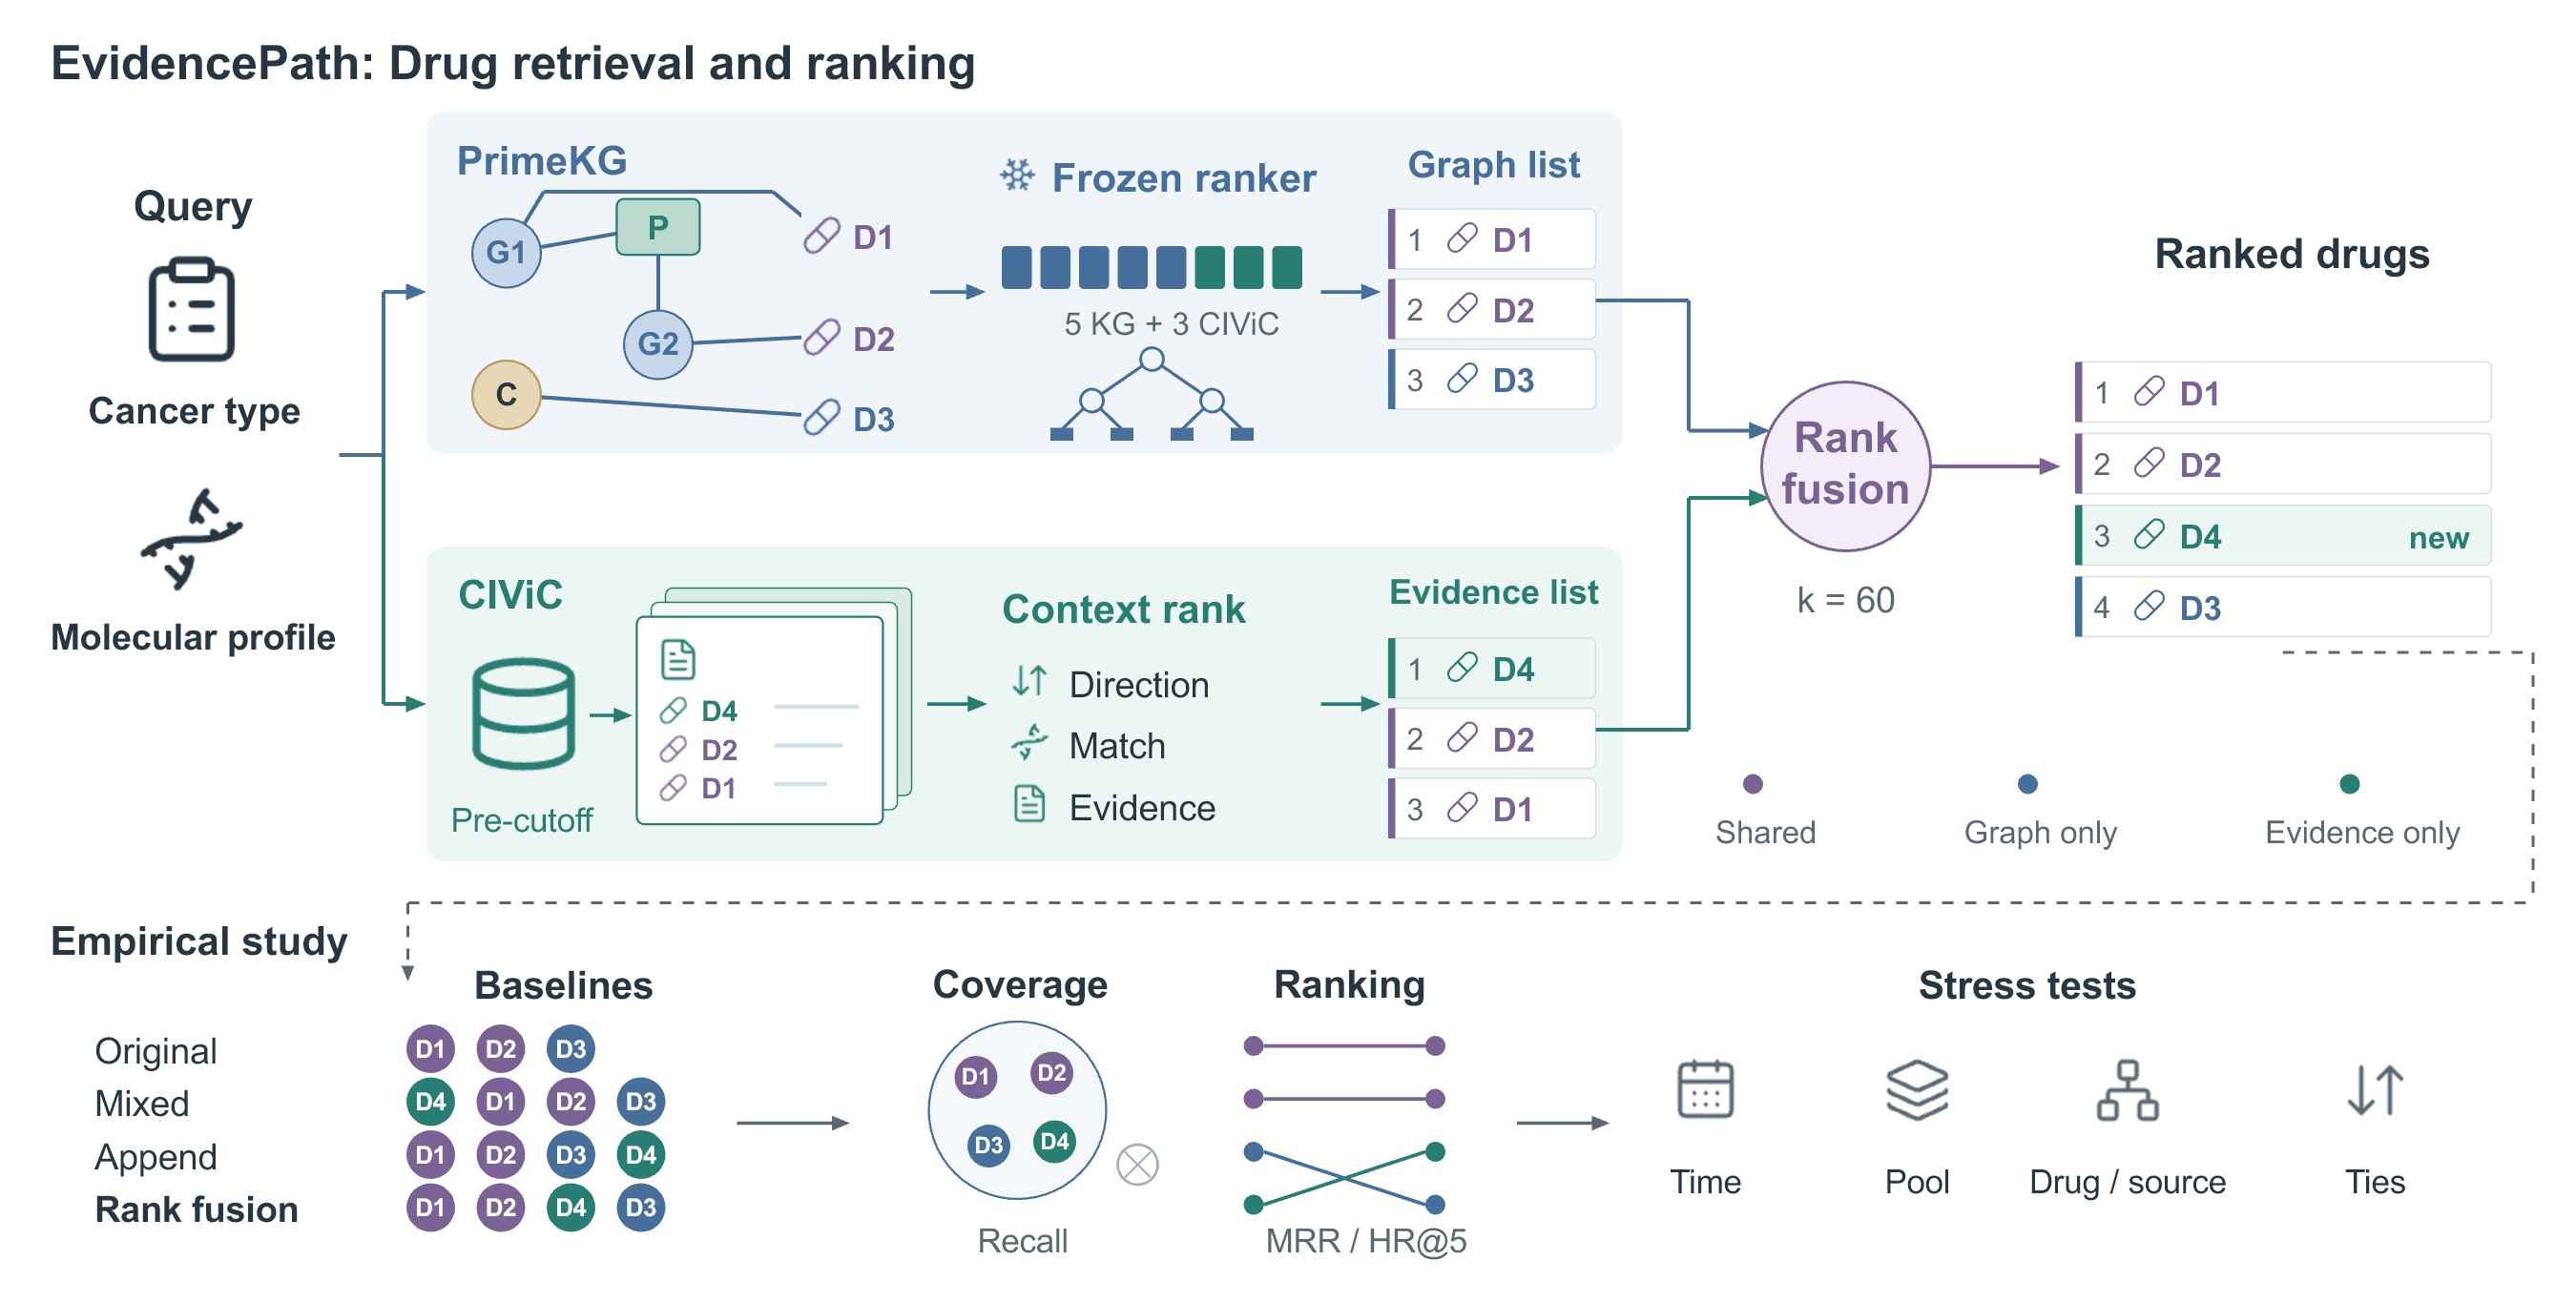 EvidencePath: Drug retrieval and ranking
Query
Cancer type
Molecular profile
PrimeKG
G1
P
G2
C
D1
D2
D3
Frozen ranker
5 KG + 3 CIViC
Graph list
1 D1
2 D2
3 D3
CIViC
Pre-cutoff
D4
D2
D1
Context rank
Direction
Match
Evidence
Evidence list
1 D4
2 D2
3 D1
Rank
fusion
k = 60
Ranked drugs
1 D1
2 D2
3 D4 new
4 D3
Shared
Graph only
Evidence only
Empirical study
Baselines
Original D1 D2 D3
Mixed D4 D1 D2 D3
Append D1 D2 D3 D4
Rank fusion D1 D2 D4 D3
Coverage
D1 D2
D3 D4
Recall
Ranking
MRR / HR@5
Stress tests
Time
Pool
Drug / source
Ties